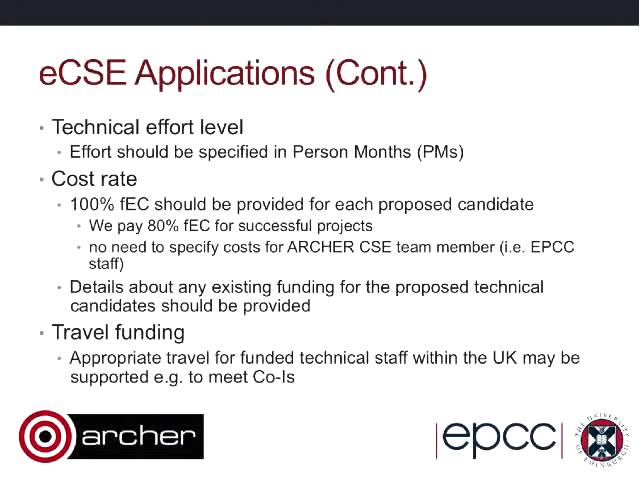 eCSE Applications (Cont.)
• Technical effort level
• Effort should be specified in Person Months (PMs)
• Cost rate
• 100% fEC should be provided for each proposed candidate
• We pay 80% fEC for successful projects
• no need to specify costs for ARCHER CSE team member (i.e. EPCC
staff)
• Details about any existing funding for the proposed technical
candidates should be provided
• Travel funding
• Appropriate travel for funded technical staff within the UK may be
supported e.g. to meet Co-Is
archer
epcc
THE UNIVERSITY
OF EDINBURGH